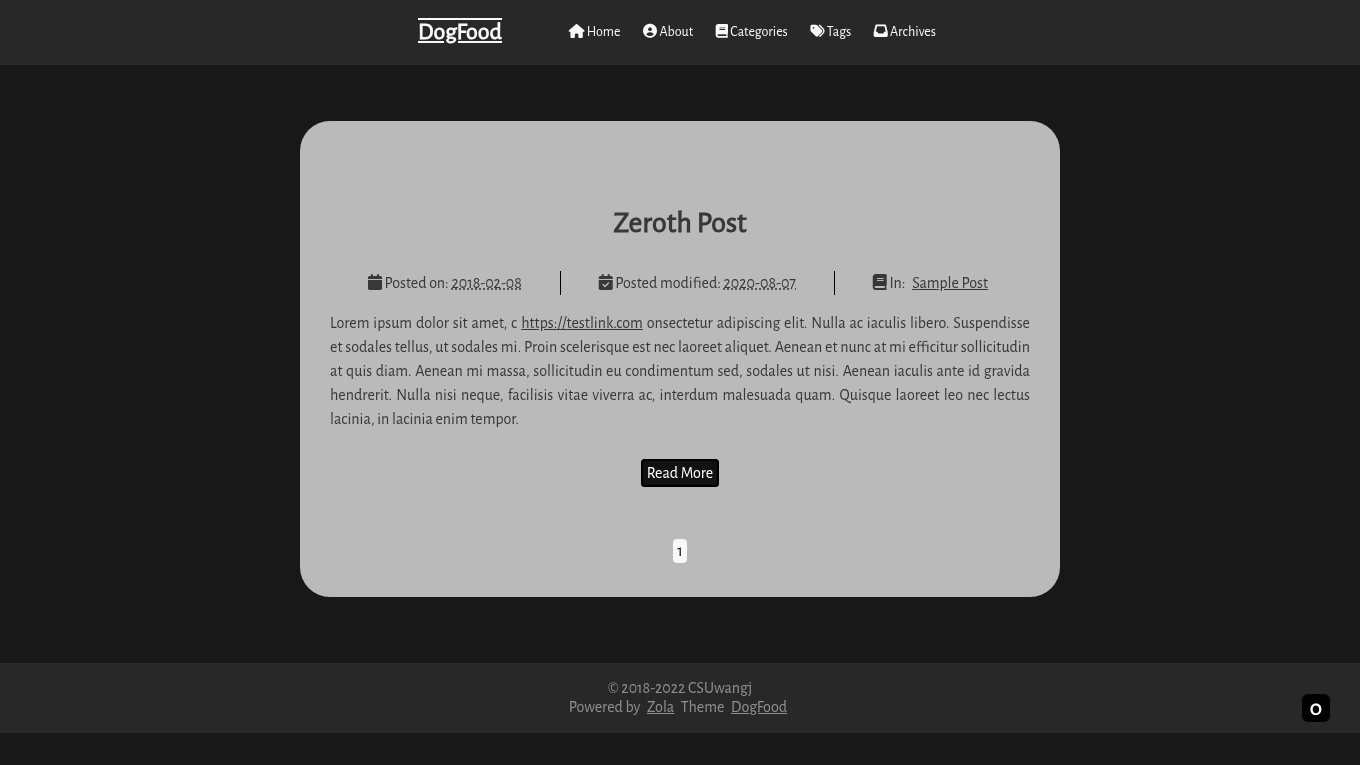 DogFood
Home About Categories Tags Archives
Zeroth Post
Posted on: 2018-02-08 Posted modified: 2020-08-07 In: Sample Post
Lorem ipsum dolor sit amet, c https://testlink.com onsectetur adipiscing elit. Nulla ac iaculis libero. Suspendisse
et sodales tellus, ut sodales mi. Proin scelerisque est nec laoreet aliquet. Aenean et nunc at mi efficitur sollicitudin
at quis diam. Aenean mi massa, sollicitudin eu condimentum sed, sodales ut nisi. Aenean iaculis ante id gravida
hendrerit. Nulla nisi neque, facilisis vitae viverra ac, interdum malesuada quam. Quisque laoreet leo nec lectus
lacinia, in lacinia enim tempor.
Read More
1
© 2018-2022 CSUwangj
Powered by Zola Theme DogFood
O